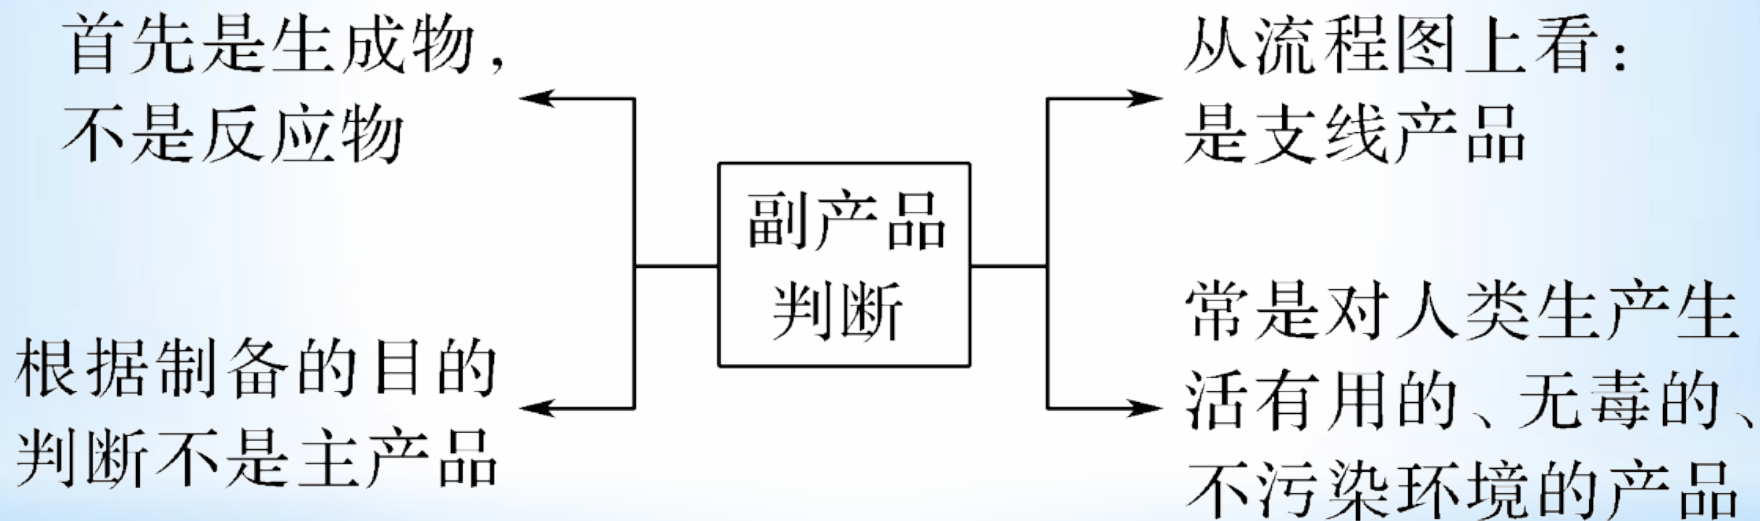 首先是生成物，
不是反应物
根据制备的目的
判断不是主产品
副产品
判断
从流程图上看：
是支线产品
常是对人类生产生
活有用的、无毒的、
不污染环境的产品